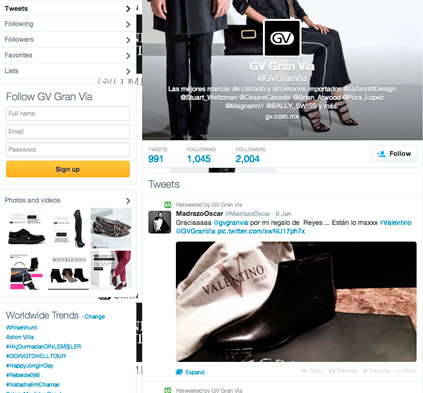 Tweets
Following
Followers
Favorites
Lists
Follow GV Gran Vía
Full name
Email
Password
Sign up
Photos and videos
BOOTBILICIOUS
Worldwide Trends · Change
Whisenhunt
Aston Villa
#HiçDurmadanDİNLEMİŞLER
#GOINGTOHELLTOUR
#HappyJonginDay
#Rebelde096
#NatashaEmChamas
GV
GV Gran Vía
@GVGranVia
Las mejores marcas de calzado y accesorios importados @GZanottiDesign
@Stuart_Weitzman @CesareCasadei @Brian_Atwood @Pura_Lopez
@Magnanni1 @BALLY_SWISS y más.
gv.com.mx
TWEETS
991
FOLLOWING
1,045
FOLLOWERS
2,004
Follow
Tweets
Retweeted by GV Gran Vía
MadrazoOscar @MadrazoOscar · 6 Jan
Graciaaaaa @gvgranvia por mi regalo de Reyes ... Están lo maxxx #Valentino
@GVGranVia pic.twitter.com/xwNU17ph7x
VALENTINO
Expand
Reply Retweet Favorite More
Retweeted by GV Gran Vía